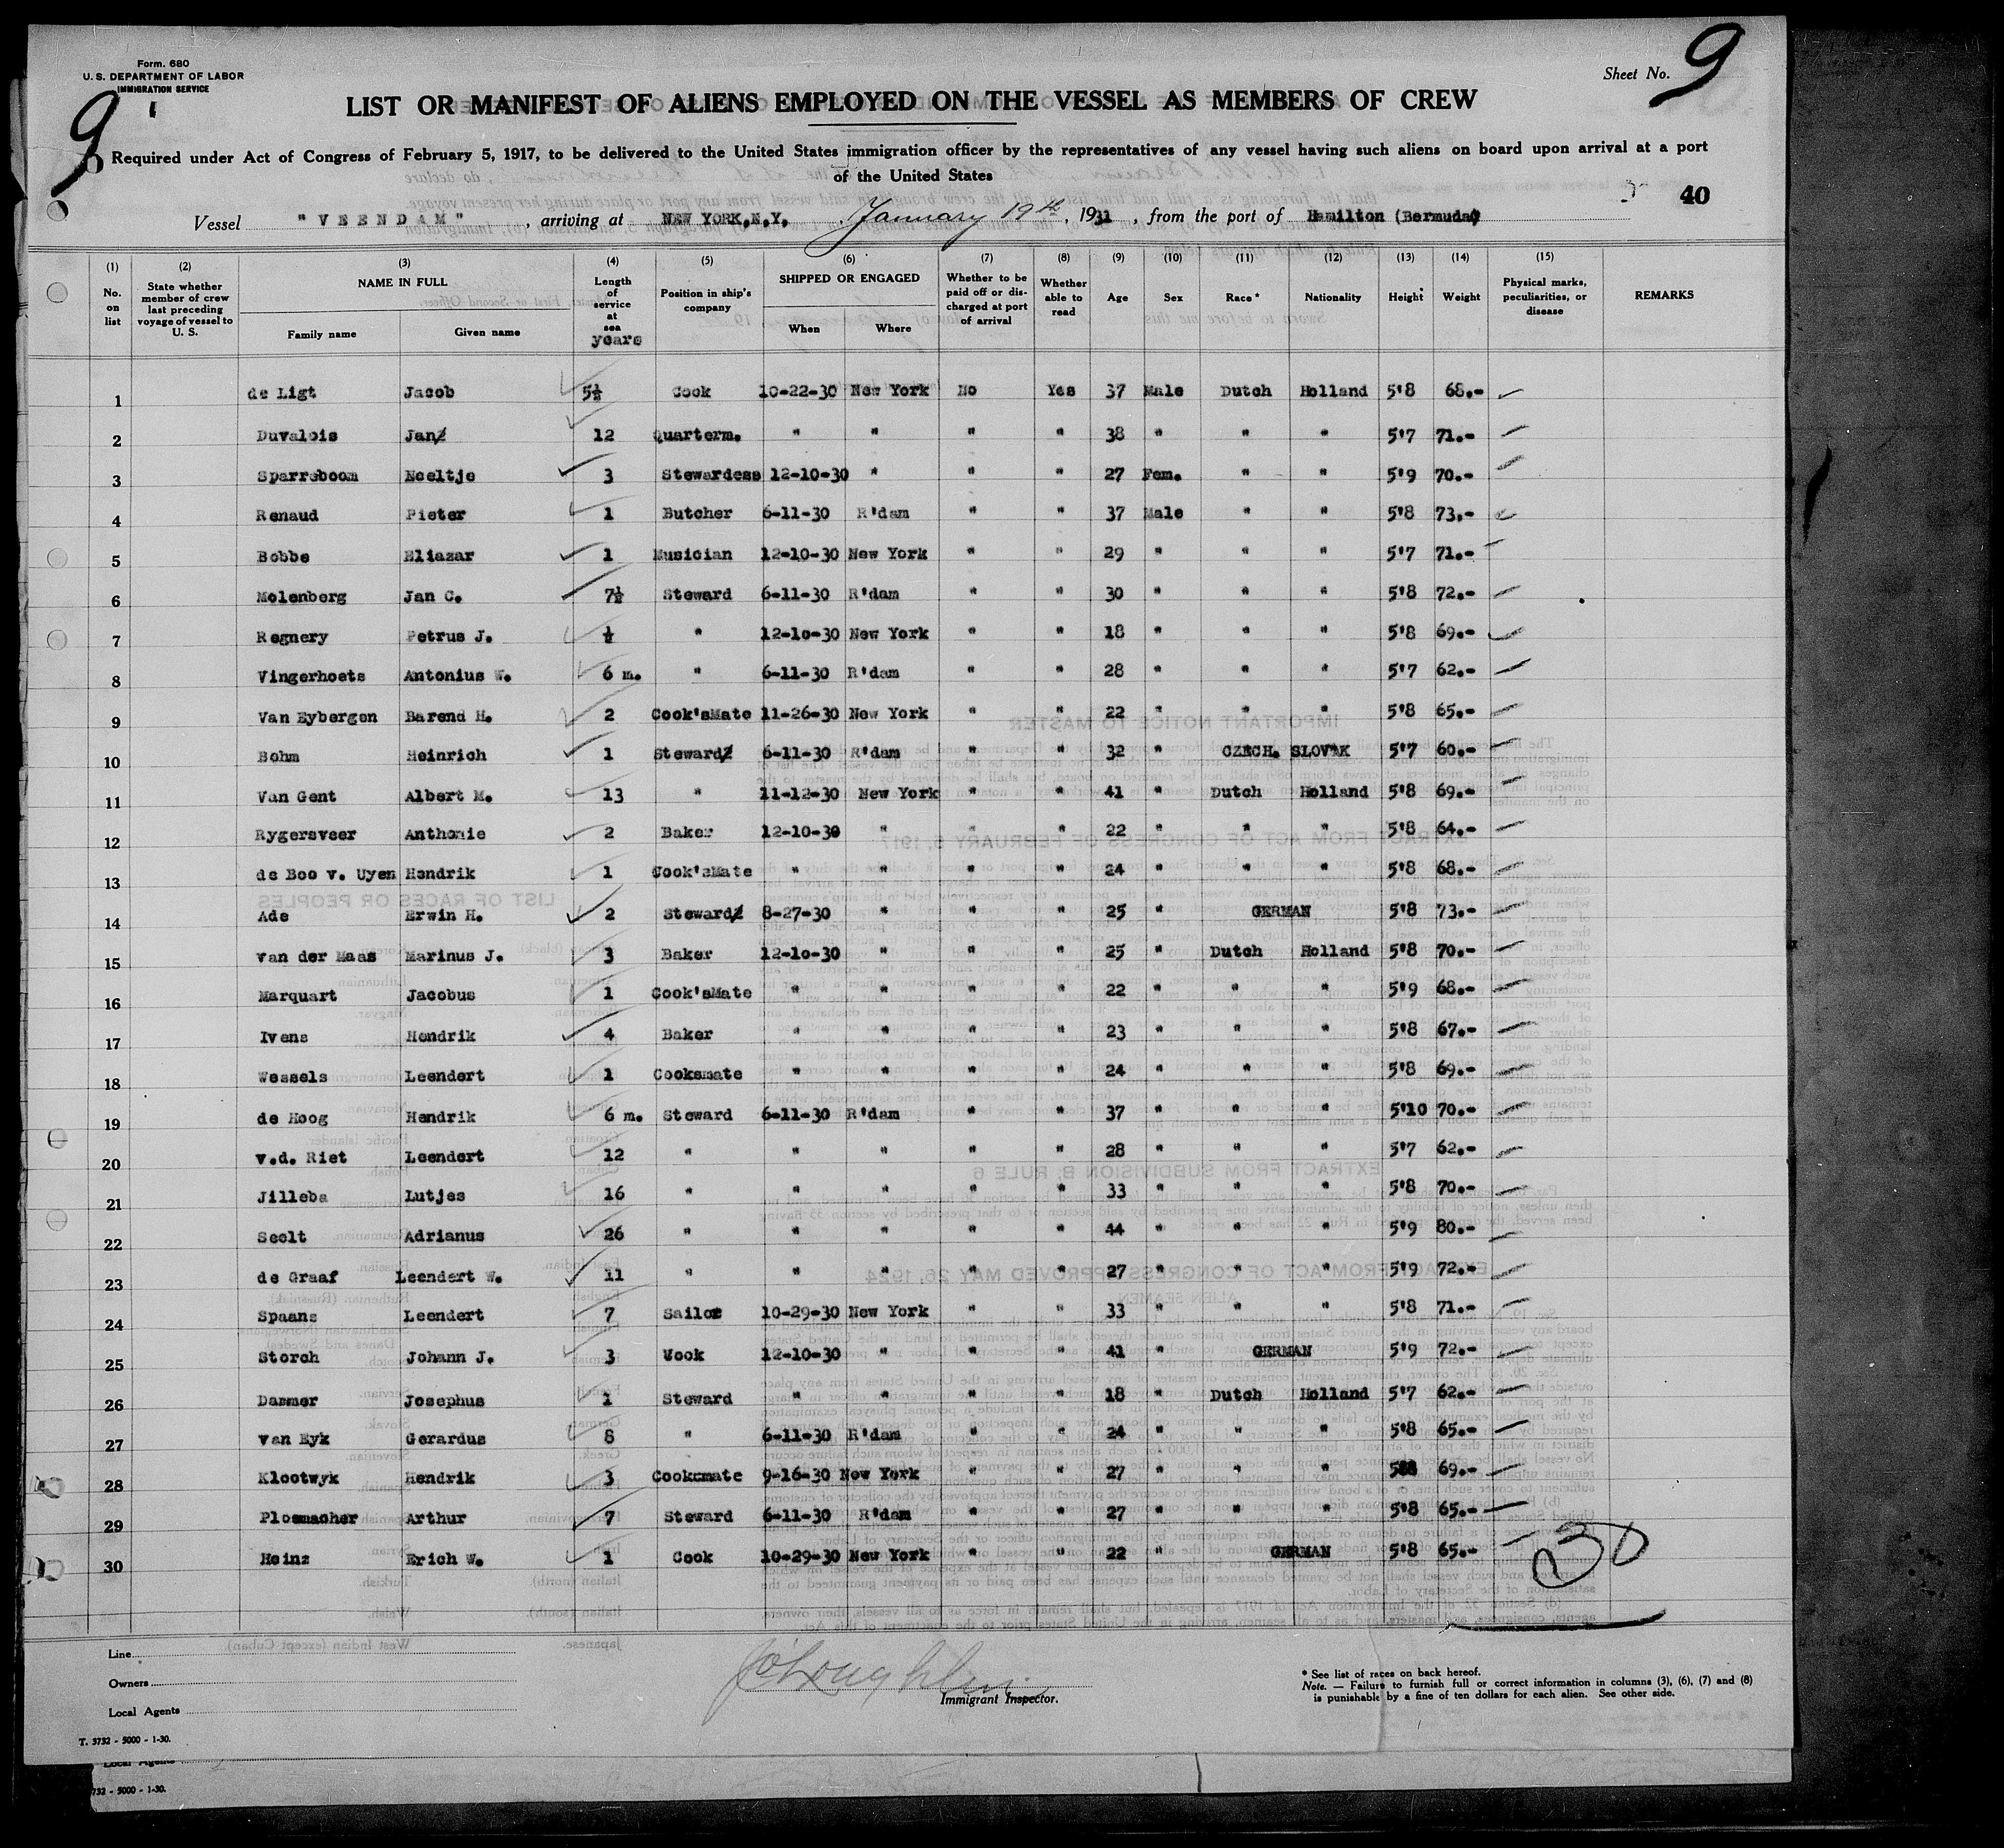 Form. 680
U. S. DEPARTMENT OF LABOR
IMMIGRATION SERVICE
9
Sheet No. 9
LIST OR MANIFEST OF ALIENS EMPLOYED ON THE VESSEL AS MEMBERS OF CREW
Required under Act of Congress of February 5, 1917, to be delivered to the United States immigration officer by the representatives of any vessel having such aliens on board upon arrival at a port
of the United States
40
Vessel "VEENDAM", arriving at NEW YORK,N.Y. January 19th, 1931, from the port of Hamilton (Bermuda)
(1) (2) (3) (4) (5) (6) (7) (8) (9) (10) (11) (12) (13) (14) (15)
No. on list | State whether member of crew last preceding voyage of vessel to U. S. | NAME IN FULL Family name Given name | Length of service at sea years | Position in ship's company | SHIPPED OR ENGAGED When Where | Whether to be paid off or discharged at port of arrival | Whether able to read | Age | Sex | Race* | Nationality | Height | Weight | Physical marks, peculiarities, or disease | REMARKS
1 de Ligt Jacob 5½ Cook 10-22-30 New York No Yes 37 Male Dutch Holland 5'8 68.-
2 Duvalois Jan 12 Quarterm. " " " " 38 " " " 5'7 71.-
3 Sparreboom Neeltje 3 Stewardess 12-10-30 " " " 27 Fem. " " 5'9 70.-
4 Renaud Pieter 1 Butcher 6-11-30 R'dam " " 37 Male " " 5'8 73.-
5 Bobbe Eliazar 1 Musician 12-10-30 New York " " 29 " " " 5'7 71.-
6 Molenberg Jan C. 7½ Steward 6-11-30 R'dam " " 30 " " " 5'8 72.-
7 Regnery Petrus J. ½ " 12-10-30 New York " " 18 " " " 5'8 69.-
8 Vingerhoets Antonius W. 6 m. " 6-11-30 R'dam " " 28 " " " 5'7 62.-
9 Van Eybergen Barend H. 2 Cook'sMate 11-26-30 New York " " 22 " " " 5'8 65.-
10 Bohm Heinrich 1 Steward 6-11-30 R'dam " " 32 " CZECH. SLOVAK 5'7 60.-
11 Van Gent Albert M. 13 " 11-12-30 New York " " 41 " Dutch Holland 5'8 69.-
12 Rygersveer Anthonie 2 Baker 12-10-30 " " " 22 " " " 5'8 64.-
13 de Boo v. Uyen Hendrik 1 Cook'sMate " " " " 24 " " " 5'8 68.-
14 Ade Erwin H. 2 Steward 8-27-30 " " " 25 " GERMAN 5'8 73.-
15 van der Maas Marinus J. 3 Baker 12-10-30 " " " 25 " Dutch Holland 5'8 70.-
16 Marquart Jacobus 1 Cook'sMate " " " " 22 " " " 5'9 68.-
17 Ivens Hendrik 4 Baker " " " " 23 " " " 5'8 67.-
18 Wessels Leendert 1 Cooksmate " " " " 24 " " " 5'8 69.-
19 de Hoog Hendrik 6 m. Steward 6-11-30 R'dam " " 37 " " " 5'10 70.-
20 v.d. Riet Leendert 12 " " " " " 28 " " " 5'7 62.-
21 Jilleba Lutjes 16 " " " " " 33 " " " 5'8 70.-
22 Seolt Adrianus 26 " " " " " 44 " " " 5'9 80.-
23 de Graaf Leendert W. 11 " " " " " 27 " " " 5'9 72.-
24 Spaans Leendert 7 Sailor 10-29-30 New York " " 33 " " " 5'8 71.-
25 Storch Johann J. 3 Cook 12-10-30 " " " 41 " GERMAN 5'9 72.-
26 Dammer Josephus 1 Steward " " " " 18 " Dutch Holland 5'7 62.-
27 van Eyk Gerardus 8 " 6-11-30 R'dam " " 24 " " " 5'8 65.-
28 Klootwyk Hendrik 3 Cooksmate 9-16-30 New York " " 27 " " " 69.-
29 Ploemacher Arthur 7 Steward 6-11-30 R'dam " " 27 " " " 5'8 65.-
30 Heinz Erich W. 1 Cook 10-29-30 New York " " 22 " GERMAN 5'8 65.-
30
Line
Owners
Local Agents
Immigrant Inspector.
* See list of races on back hereof.
Note. — Failure to furnish full or correct information in columns (3), (6), (7) and (8)
is punishable by a fine of ten dollars for each alien. See other side.
T. 3732 - 5000 - 1-30.
Local Agents
732 - 5000 - 1-30.